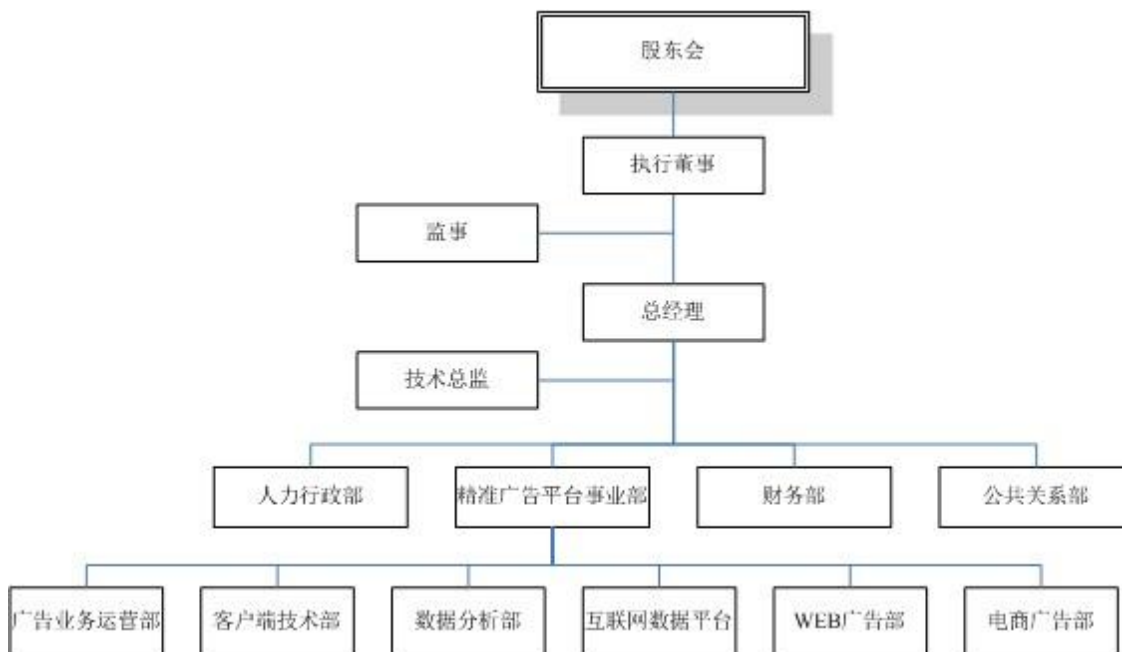 股东会
执行董事
监事
总经理
技术总监
人力行政部
精准广告平台事业部
财务部
公共关系部
广告业务运营部
客户端技术部
数据分析部
互联网数据平台
WEB广告部
电商广告部